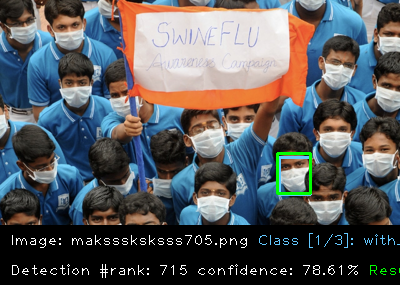 SWINEFLU
Awareness Campaign
Image: maksssksksss705.png Class [1/3]: with_
Detection #rank: 715 confidence: 78.61% Res